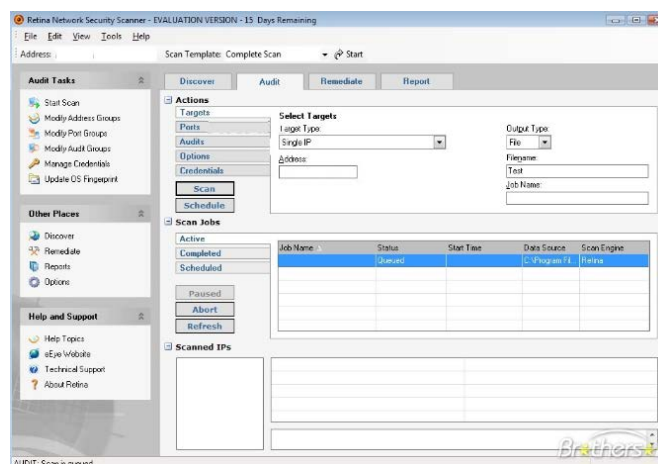 Retina Network Security Scanner - EVALUATION VERSION - 15 Days Remaining
File Edit View Tools Help
Address: Scan Template: Complete Scan Start
Audit Tasks
Start Scan
Modify Address Groups
Modify Port Groups
Modify Audit Groups
Manage Credentials
Update OS Fingerprint
Other Places
Discover
Remediate
Reports
Options
Help and Support
Help Topics
eEye Website
Technical Support
About Retina
Discover Audit Remediate Report
Actions
Targets
Ports
Audits
Options
Credentials
Scan
Schedule
Select Targets
Target Type:
Single IP
Address:
Output Type:
File
Filename:
Test
Job Name:
Scan Jobs
Active
Completed
Scheduled
Paused
Abort
Refresh
Job Name Status Start Time Data Source Scan Engine
Queued C:\Program Fil... Retina
Scanned IPs
Brothers
AUDIT: Scan is queued